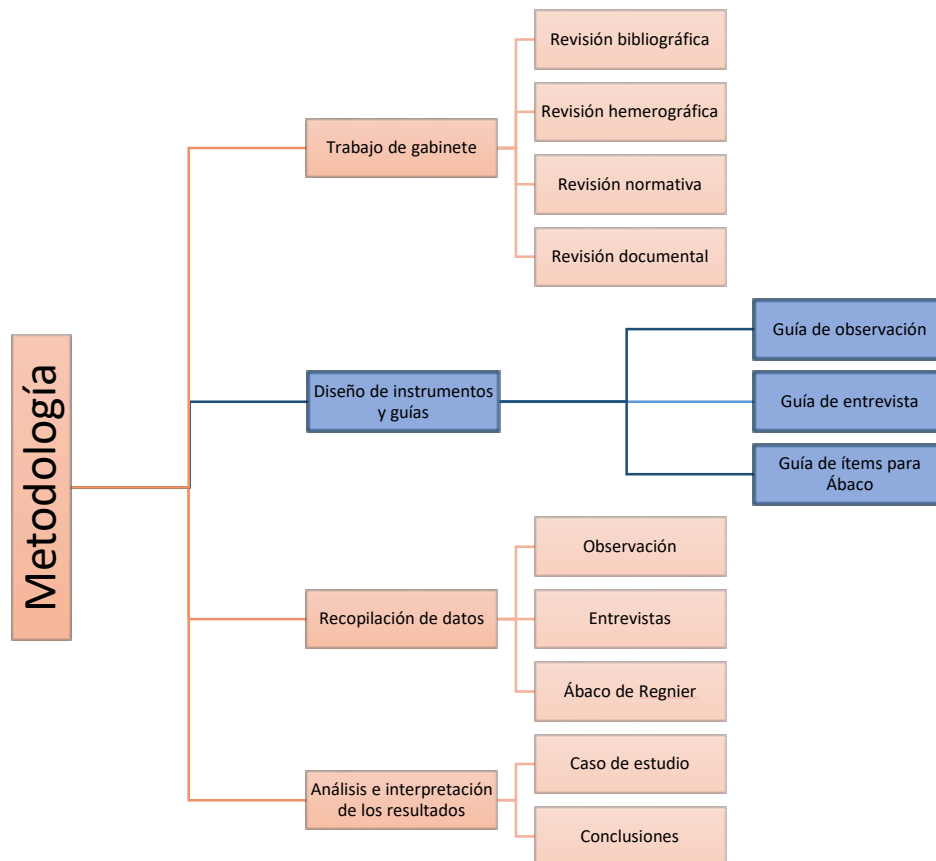 Metodología
Trabajo de gabinete
Revisión bibliográfica
Revisión hemerográfica
Revisión normativa
Revisión documental
Diseño de instrumentos
y guías
Guía de observación
Guía de entrevista
Guía de ítems para
Ábaco
Recopilación de datos
Observación
Entrevistas
Ábaco de Regnier
Análisis e interpretación
de los resultados
Caso de estudio
Conclusiones